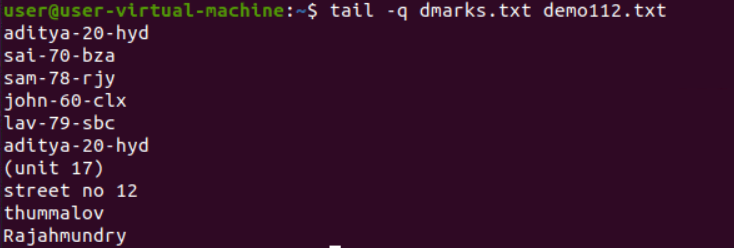 user@user-virtual-machine:~$ tail -q dmarks.txt demo112.txt
aditya-20-hyd
sai-70-bza
sam-78-rjy
john-60-clx
lav-79-sbc
aditya-20-hyd
(unit 17)
street no 12
thummalov
Rajahmundry